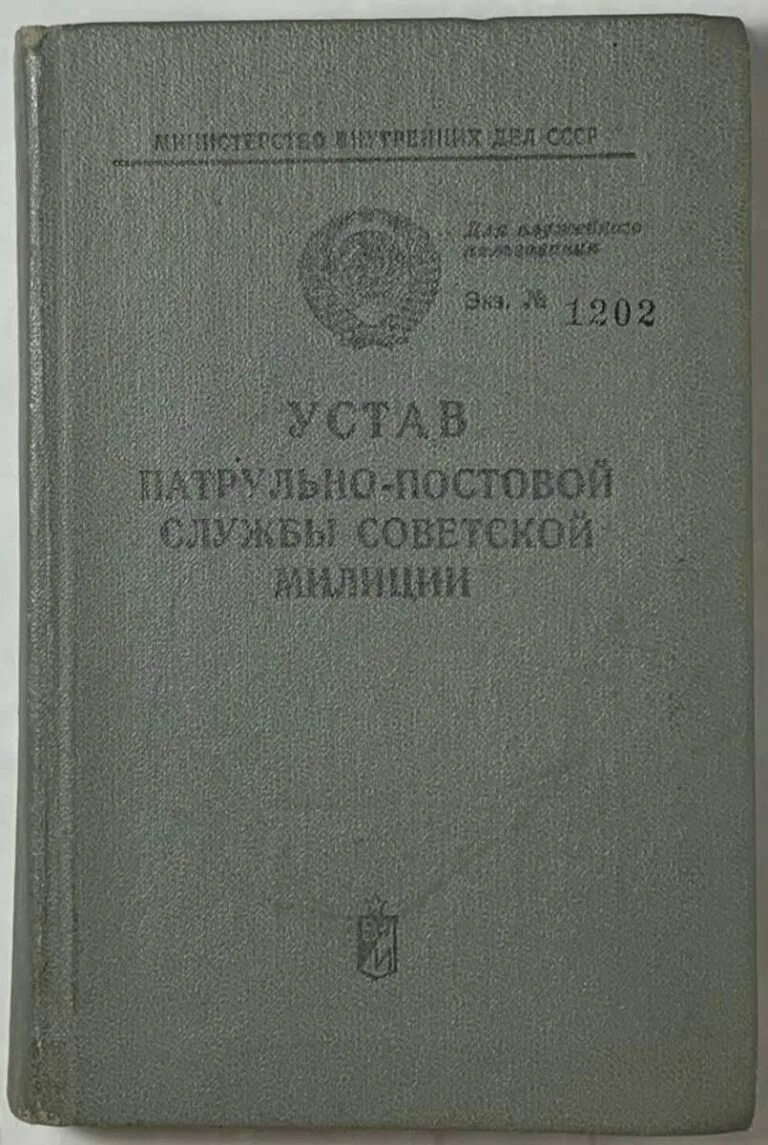 МИНИСТЕРСТВО ВНУТРЕННИХ ДЕЛ СССР
Для служебного
пользования
Экз. № 1202
УСТАВ
ПАТРУЛЬНО-ПОСТОВОЙ
СЛУЖБЫ СОВЕТСКОЙ
МИЛИЦИИ